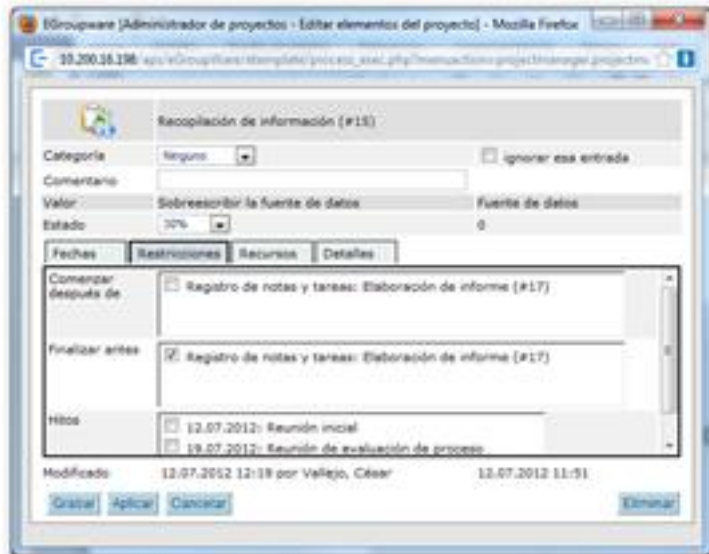 EGroupware [Administrador de proyectos - Editar elementos del proyecto] - Mozilla Firefox
10.200.16.198
Recopilación de información (#15)
Categoría Ninguno ignorar esa entrada
Comentario
Valor Sobreescribir la fuente de datos Fuente de datos
Estado 30% 0
Fechas Restricciones Recursos Detalles
Comenzar después de
Registro de notas y tareas: Elaboración de informe (#17)
Finalizar antes
Registro de notas y tareas: Elaboración de informe (#17)
Hitos
12.07.2012: Reunión inicial
19.07.2012: Reunión de evaluación de proceso
Modificado 12.07.2012 12:19 por Vallejo, César 12.07.2012 11:51
Grabar Aplicar Cancelar Eliminar